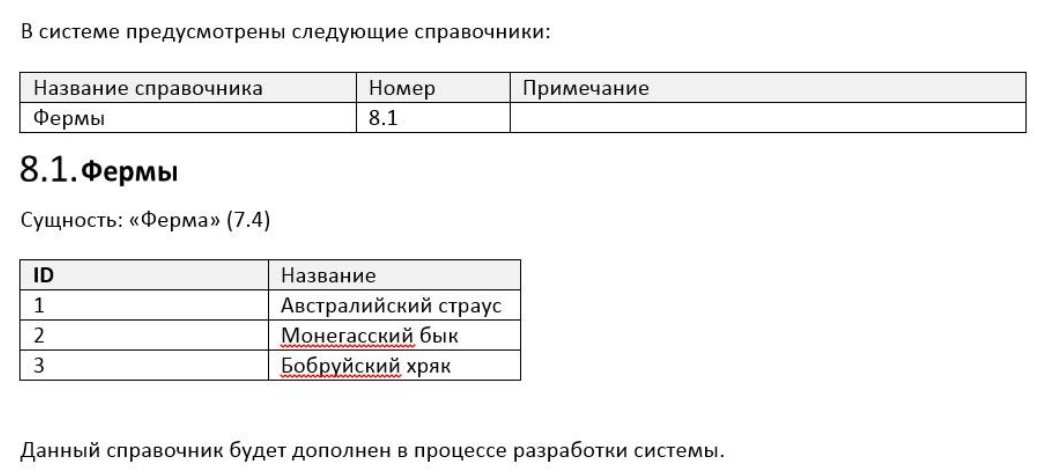 В системе предусмотрены следующие справочники:
Название справочника Номер Примечание
Фермы 8.1
8.1.Фермы
Сущность: «Ферма» (7.4)
ID Название
1 Австралийский страус
2 Монегасский бык
3 Бобруйский хряк
Данный справочник будет дополнен в процессе разработки системы.